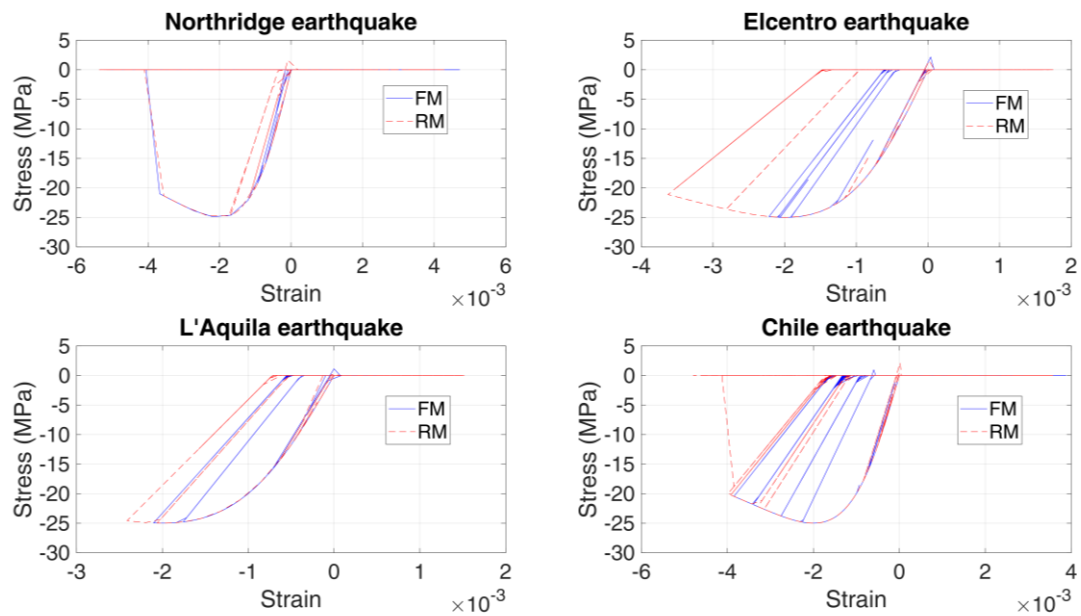 Northridge earthquake
5
0
-5
-10
-15
-20
-25
-30
Stress (MPa)
FM
RM
-6 -4 -2 0 2 4 6
Strain
×10⁻³
Elcentro earthquake
5
0
-5
-10
-15
-20
-25
-30
Stress (MPa)
FM
RM
-4 -3 -2 -1 0 1 2
Strain
×10⁻³
L'Aquila earthquake
5
0
-5
-10
-15
-20
-25
-30
Stress (MPa)
FM
RM
-3 -2 -1 0 1 2
Strain
×10⁻³
Chile earthquake
5
0
-5
-10
-15
-20
-25
-30
Stress (MPa)
FM
RM
-6 -4 -2 0 2 4
Strain
×10⁻³